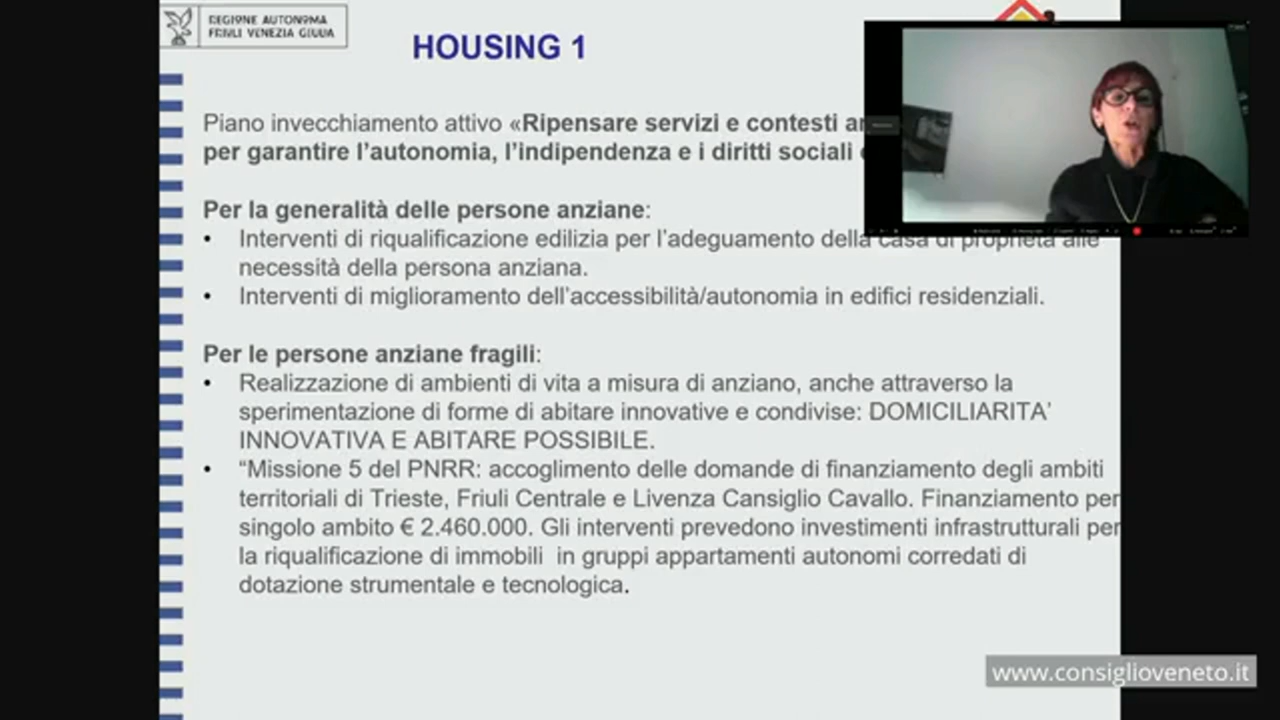 REGIONE AUTONOMA
FRIULI VENEZIA GIULIA
HOUSING 1
Piano invecchiamento attivo «Ripensare servizi e contesti
per garantire l’autonomia, l’indipendenza e i diritti sociali
Per la generalità delle persone anziane:
• Interventi di riqualificazione edilizia per l’adeguamento della casa di proprietà alle
necessità della persona anziana.
• Interventi di miglioramento dell’accessibilità/autonomia in edifici residenziali.
Per le persone anziane fragili:
• Realizzazione di ambienti di vita a misura di anziano, anche attraverso la
sperimentazione di forme di abitare innovative e condivise: DOMICILIARITA’
INNOVATIVA E ABITARE POSSIBILE.
• “Missione 5 del PNRR: accoglimento delle domande di finanziamento degli ambiti
territoriali di Trieste, Friuli Centrale e Livenza Cansiglio Cavallo. Finanziamento per
singolo ambito € 2.460.000. Gli interventi prevedono investimenti infrastrutturali per
la riqualificazione di immobili in gruppi appartamenti autonomi corredati di
dotazione strumentale e tecnologica.
www.consiglioveneto.it